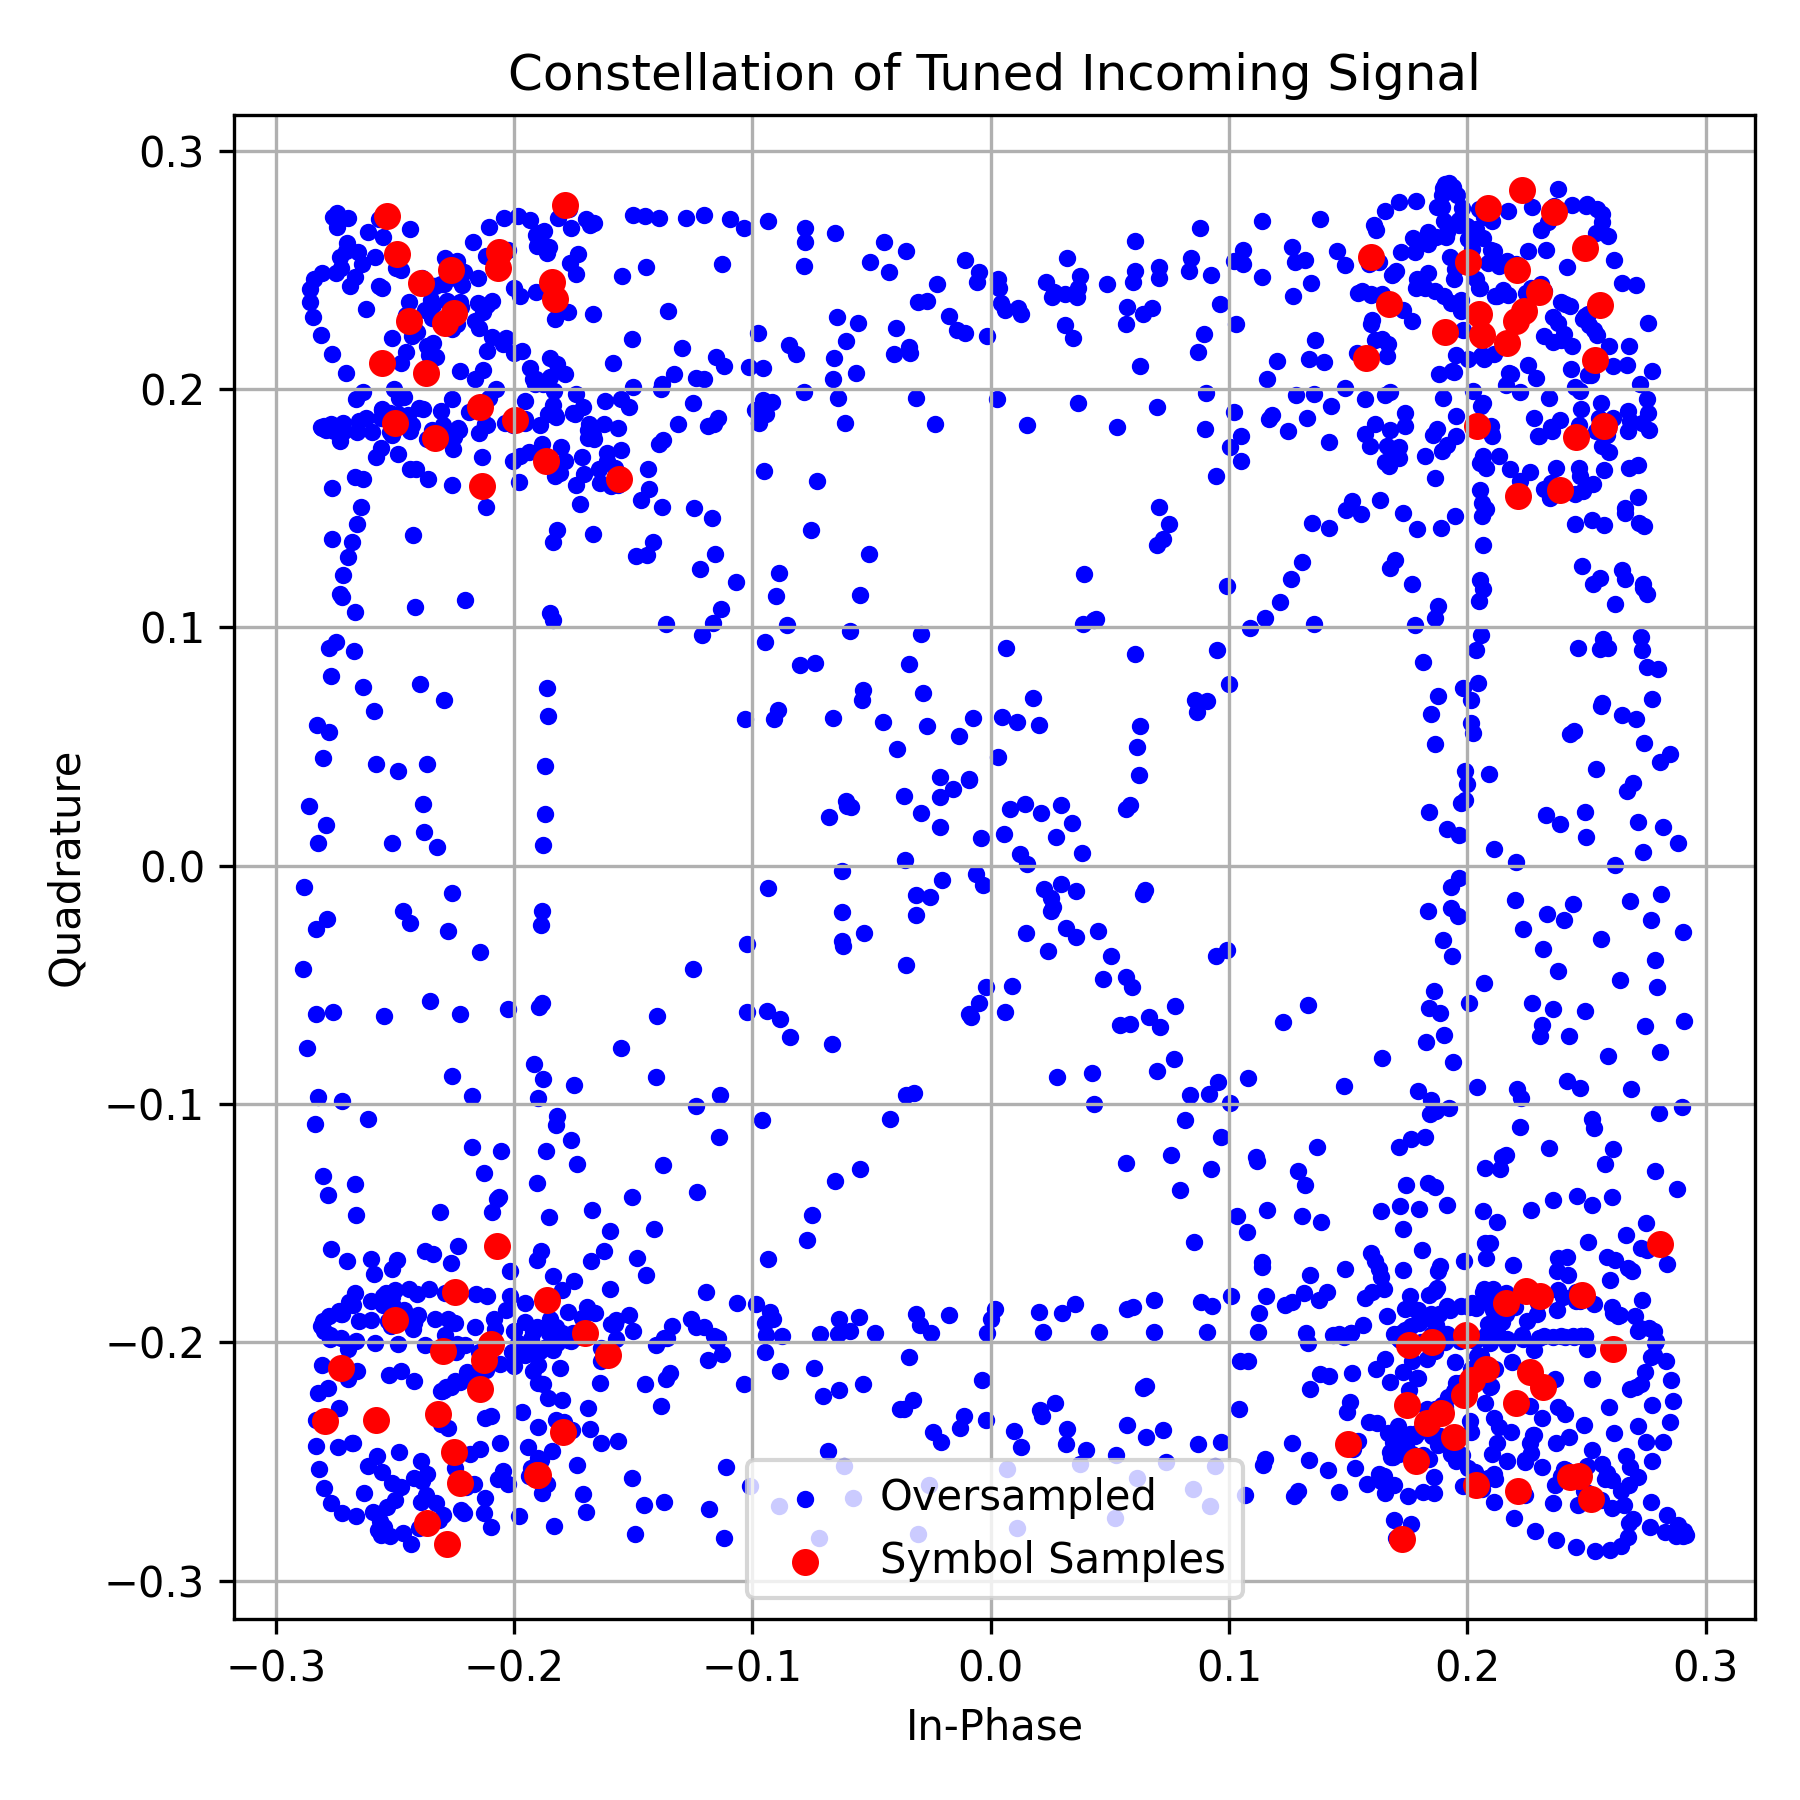 Constellation of Tuned Incoming Signal
0.3
0.2
0.1
0.0
−0.1
−0.2
−0.3
Quadrature
Oversampled
Symbol Samples
−0.3 −0.2 −0.1 0.0 0.1 0.2 0.3
In-Phase